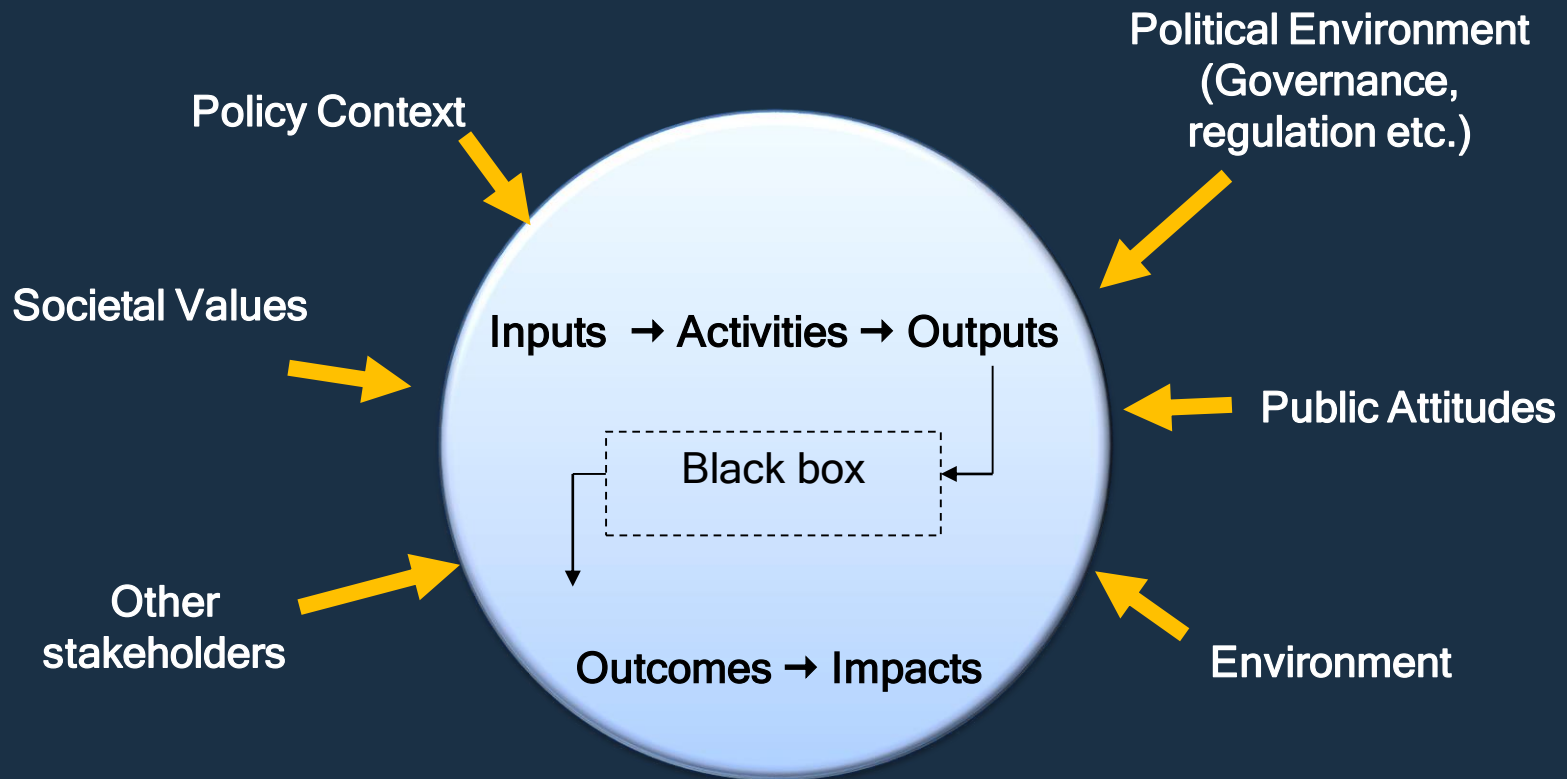 Political Environment
(Governance,
regulation etc.)
Policy Context
Societal Values
Inputs → Activities → Outputs
Public Attitudes
Black box
Other
stakeholders
Environment
Outcomes → Impacts